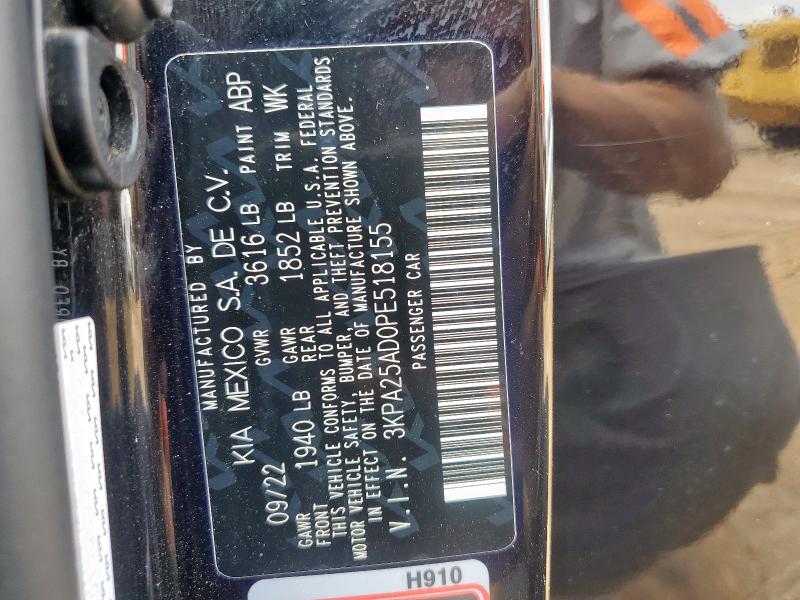 MANUFACTURED BY
KIA MEXICO S.A. DE C.V.
09/22 GVWR 3616 LB PAINT ABP
GAWR FRONT 1940 LB GAWR REAR 1852 LB TRIM WK
THIS VEHICLE CONFORMS TO ALL APPLICABLE U.S.A. FEDERAL
MOTOR VEHICLE SAFETY, BUMPER, AND THEFT PREVENTION STANDARDS
IN EFFECT ON THE DATE OF MANUFACTURE SHOWN ABOVE.
V.I.N. 3KPA25AD0PE518155
PASSENGER CAR
H910